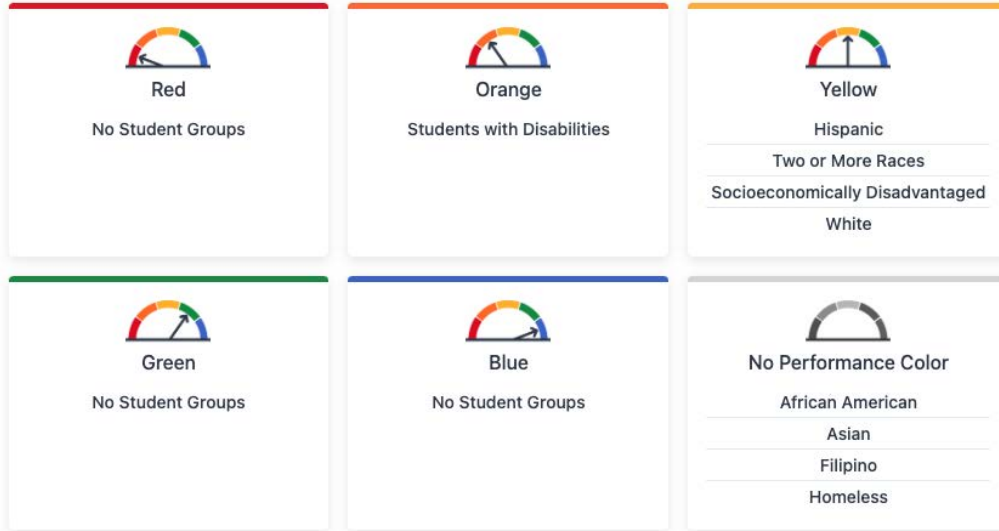 Red
No Student Groups
Orange
Students with Disabilities
Yellow
Hispanic
Two or More Races
Socioeconomically Disadvantaged
White
Green
No Student Groups
Blue
No Student Groups
No Performance Color
African American
Asian
Filipino
Homeless